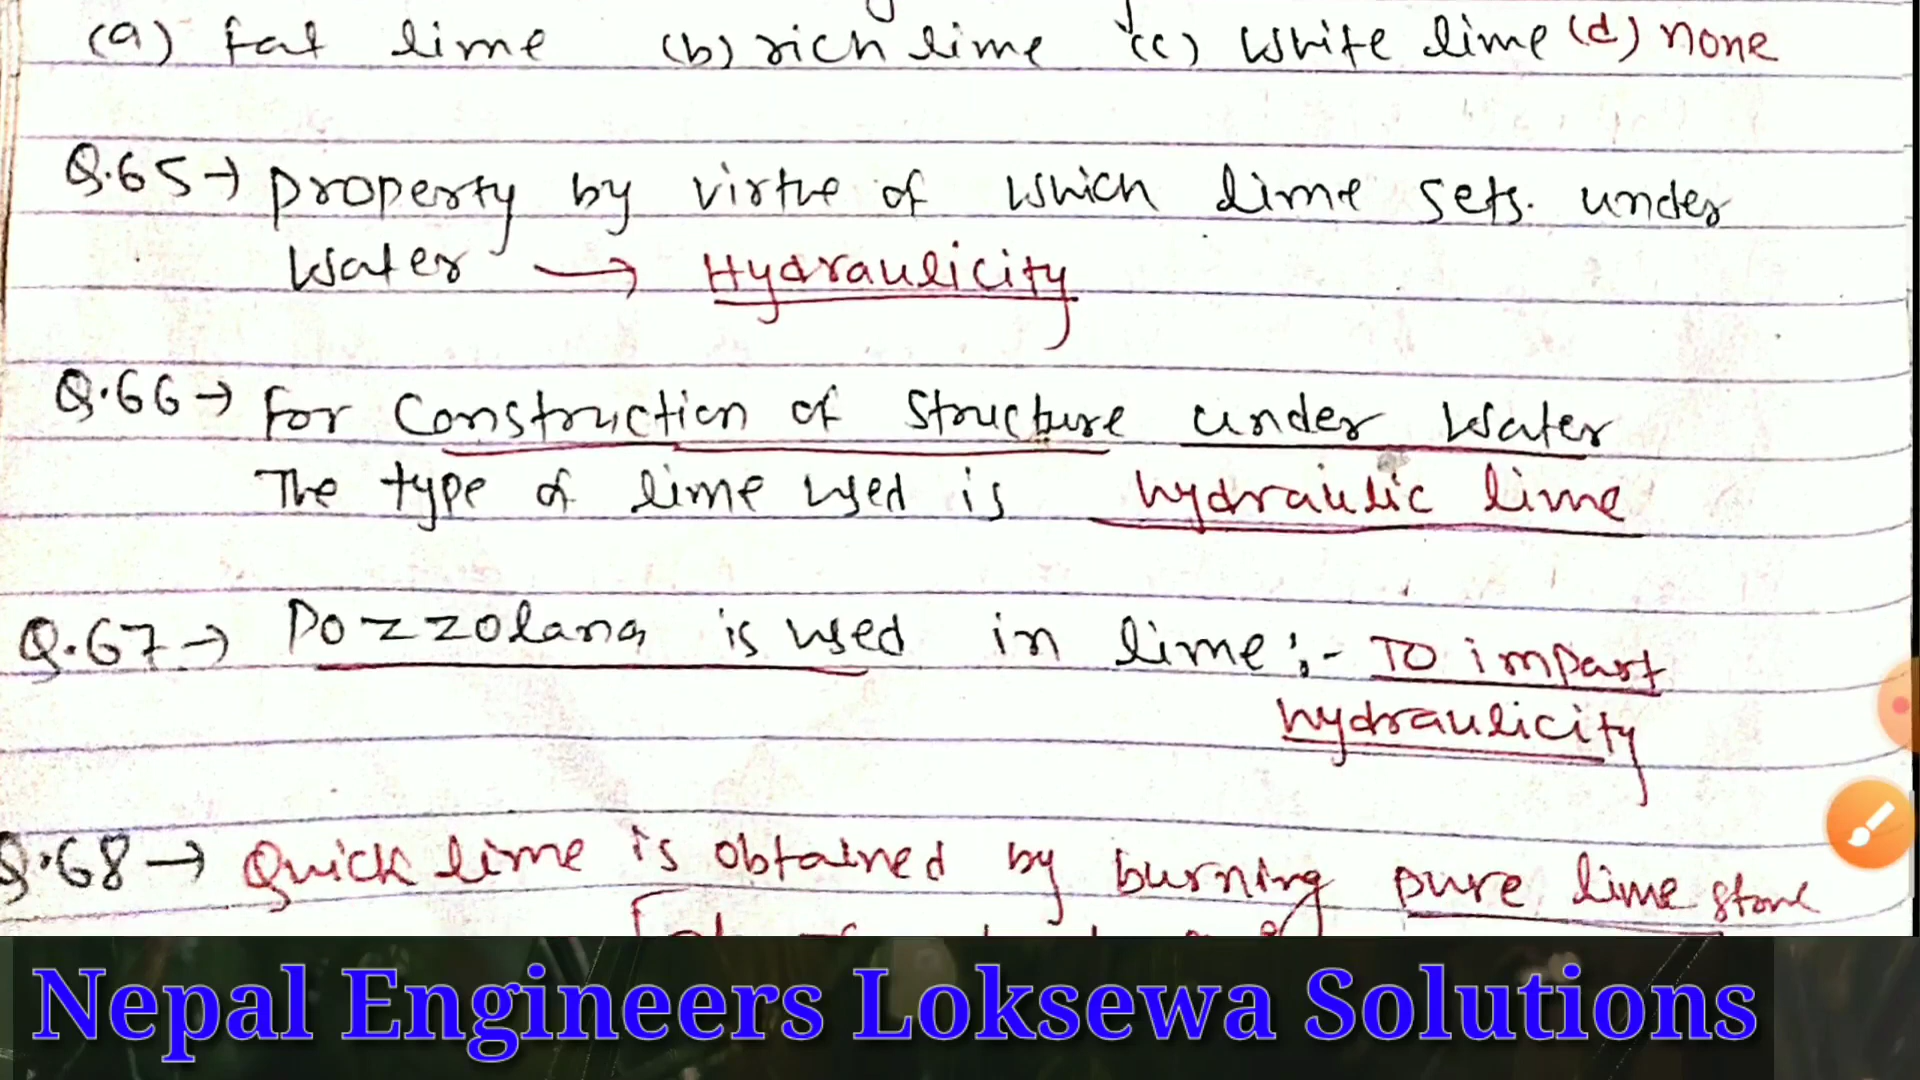 (a) fat lime (b) rich lime (c) white lime (d) none
Q.65→ property by virtue of which lime sets. under
water → Hydraulicity
Q.66→ For construction of structure under water
The type of lime used is hydraulic lime
Q.67→ Pozzolana is used in lime:- To impart
hydraulicity
Q.68→ Quick lime is obtained by burning pure lime stone
Nepal Engineers Loksewa Solutions